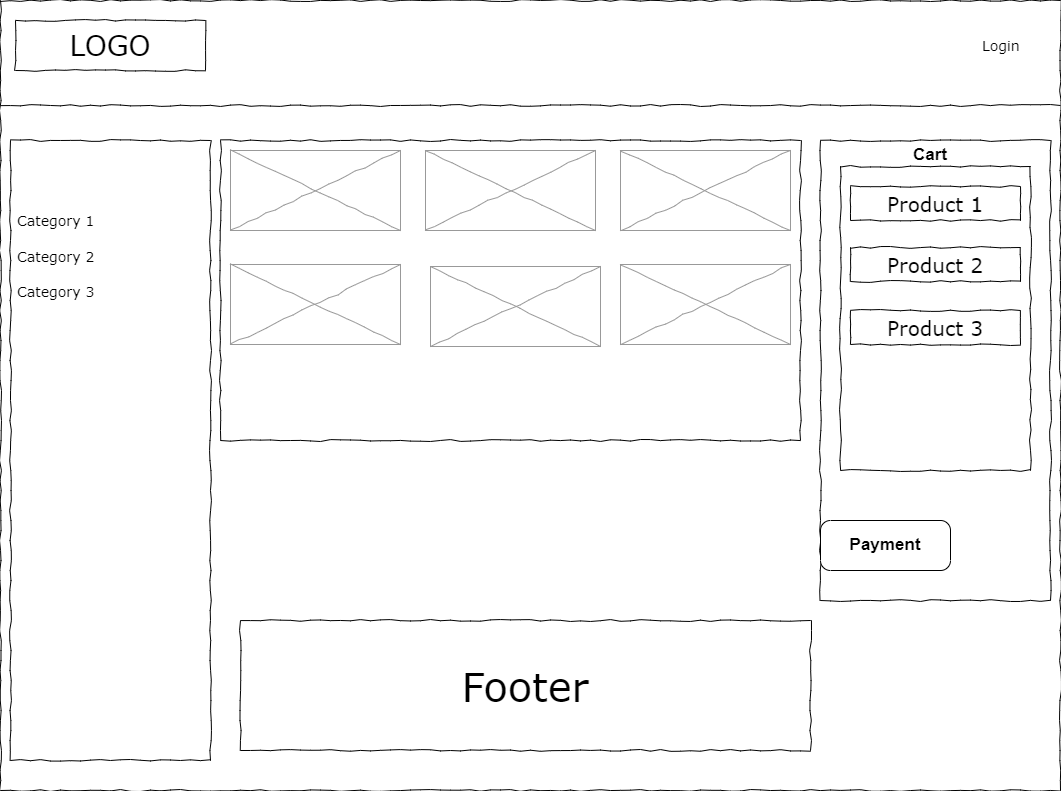 LOGO
Login
Category 1
Category 2
Category 3
Cart
Product 1
Product 2
Product 3
Payment
Footer